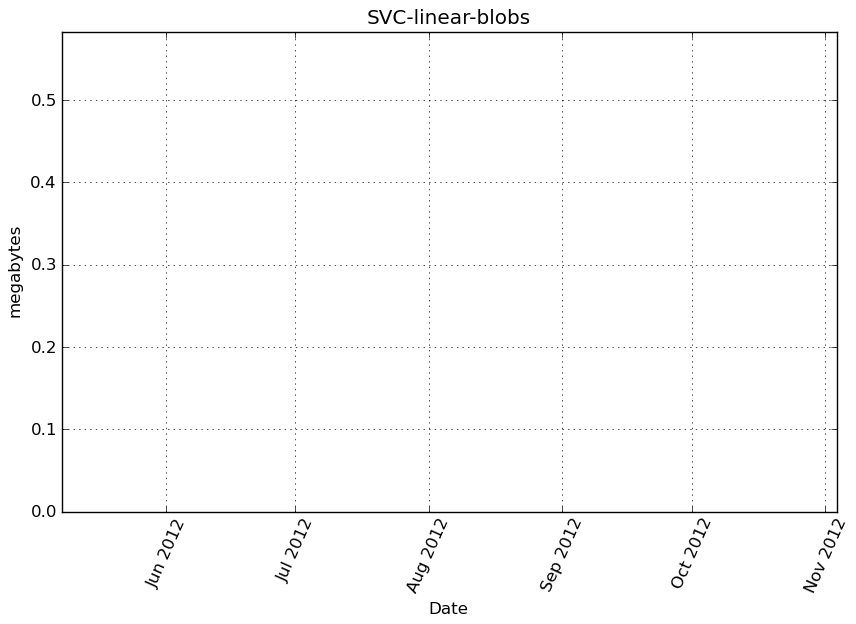 SVC-linear-blobs
0.5
0.4
megabytes
0.3
0.2
0.1
0.0
Jun 2012
Jul 2012
Aug 2012
Sep 2012
Oct 2012
Nov 2012
Date